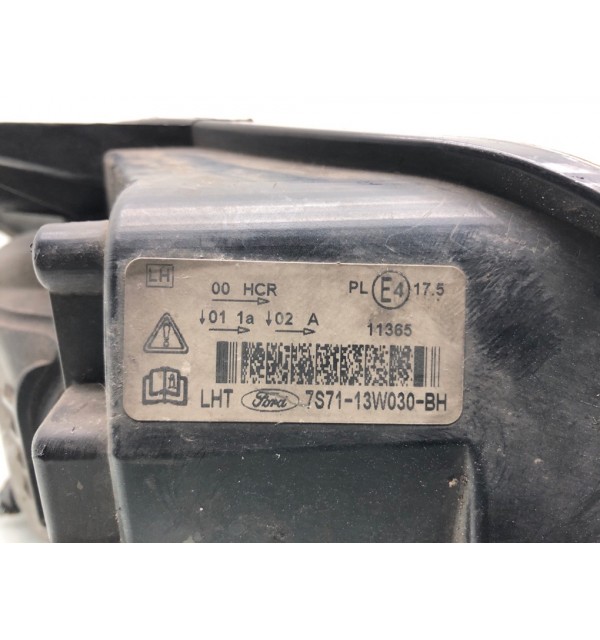 LH
00 HCR PL E4 17.5
↓01 1a ↓02 A 11365
LHT Ford 7S71-13W030-BH